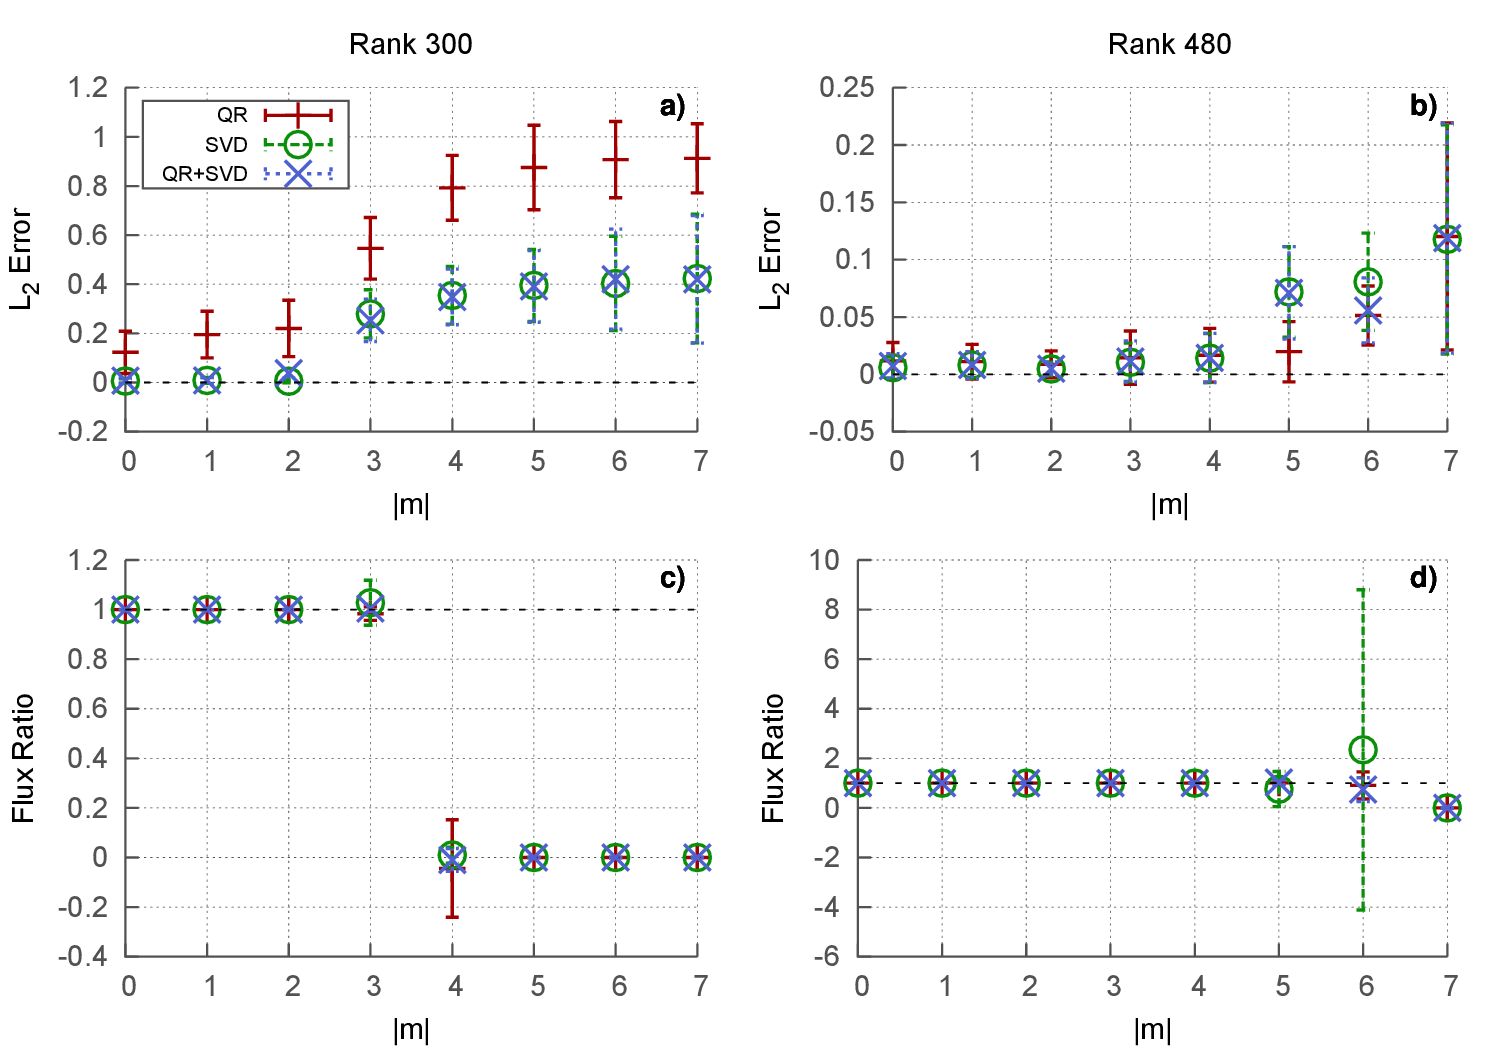 Rank 300
Rank 480
1.2
1
0.8
0.6
0.4
0.2
0
-0.2
L2 Error
QR
SVD
QR+SVD
a)
0 1 2 3 4 5 6 7
|m|
0.25
0.2
0.15
0.1
0.05
0
-0.05
L2 Error
b)
0 1 2 3 4 5 6 7
|m|
1.2
1
0.8
0.6
0.4
0.2
0
-0.2
-0.4
Flux Ratio
c)
0 1 2 3 4 5 6 7
|m|
10
8
6
4
2
0
-2
-4
-6
Flux Ratio
d)
0 1 2 3 4 5 6 7
|m|